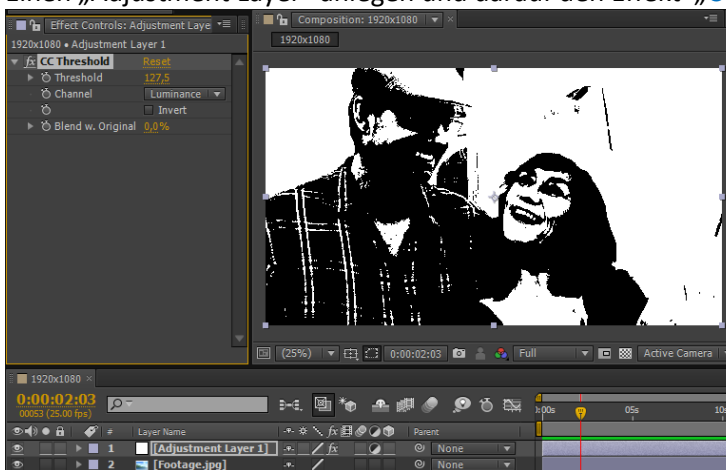 Einen „Adjustment Layer“ anlegen und darauf den Effekt „
Effect Controls: Adjustment Laye
1920x1080 • Adjustment Layer 1
fx CC Threshold Reset
Threshold 127,5
Channel Luminance
Invert
Blend w. Original 0,0%
Composition: 1920x1080
1920x1080
(25%) 0:00:02:03 Full Active Camera
1920x1080
0:00:02:03
00053 (25.00 fps)
05s 10
# Layer Name fx Parent
1 [Adjustment Layer 1] fx None
2 [Footage.jpg] None